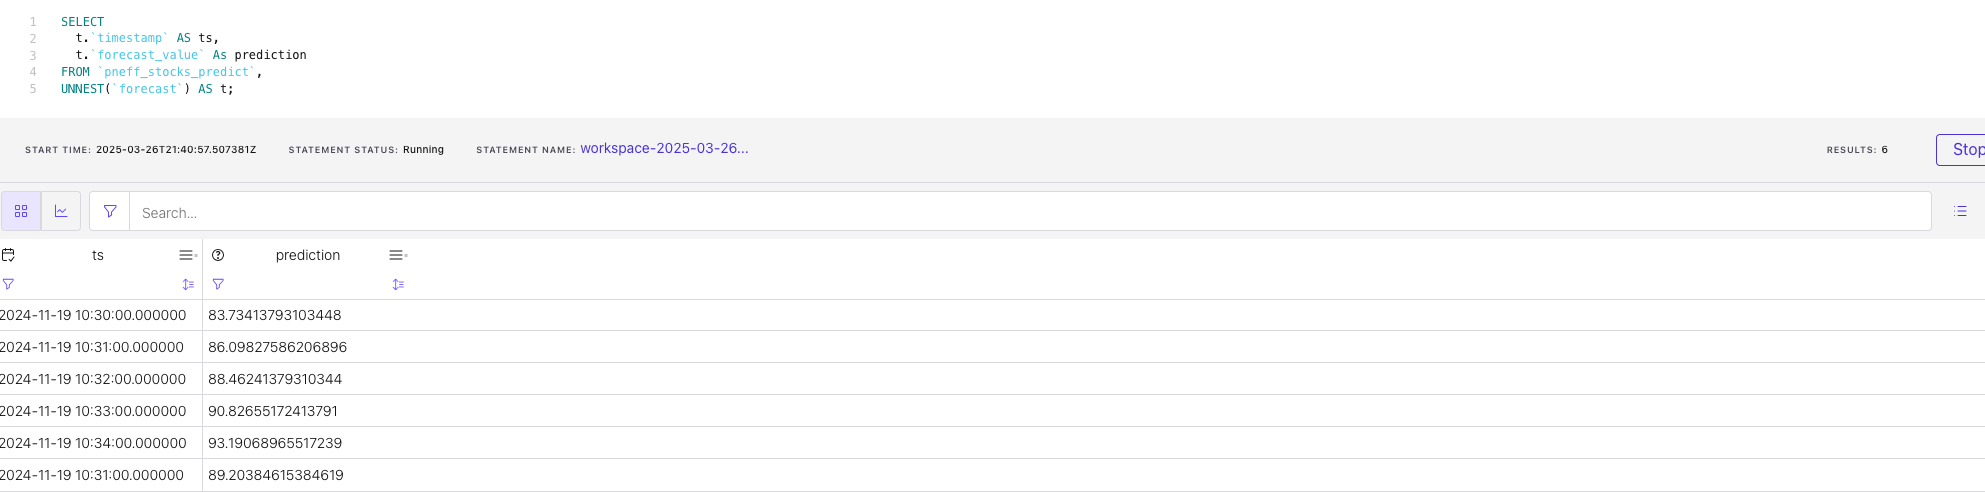 1 SELECT
2 t.`timestamp` AS ts,
3 t.`forecast_value` As prediction
4 FROM `pneff_stocks_predict`,
5 UNNEST(`forecast`) AS t;
START TIME: 2025-03-26T21:40:57.507381Z STATEMENT STATUS: Running STATEMENT NAME: workspace-2025-03-26... RESULTS: 6 Stop
Search...
ts prediction
2024-11-19 10:30:00.000000 83.73413793103448
2024-11-19 10:31:00.000000 86.09827586206896
2024-11-19 10:32:00.000000 88.46241379310344
2024-11-19 10:33:00.000000 90.82655172413791
2024-11-19 10:34:00.000000 93.19068965517239
2024-11-19 10:31:00.000000 89.20384615384619